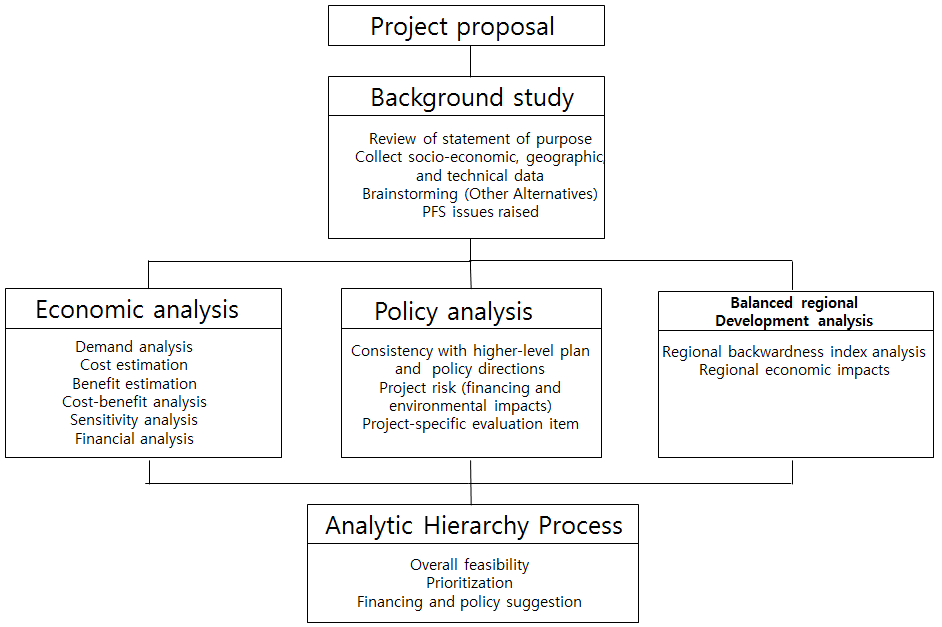 Project proposal
Background study
Review of statement of purpose
Collect socio-economic, geographic,
and technical data
Brainstorming (Other Alternatives)
PFS issues raised
Economic analysis
Demand analysis
Cost estimation
Benefit estimation
Cost-benefit analysis
Sensitivity analysis
Financial analysis
Policy analysis
Consistency with higher-level plan
and policy directions
Project risk (financing and
environmental impacts)
Project-specific evaluation item
Balanced regional
Development analysis
Regional backwardness index analysis
Regional economic impacts
Analytic Hierarchy Process
Overall feasibility
Prioritization
Financing and policy suggestion